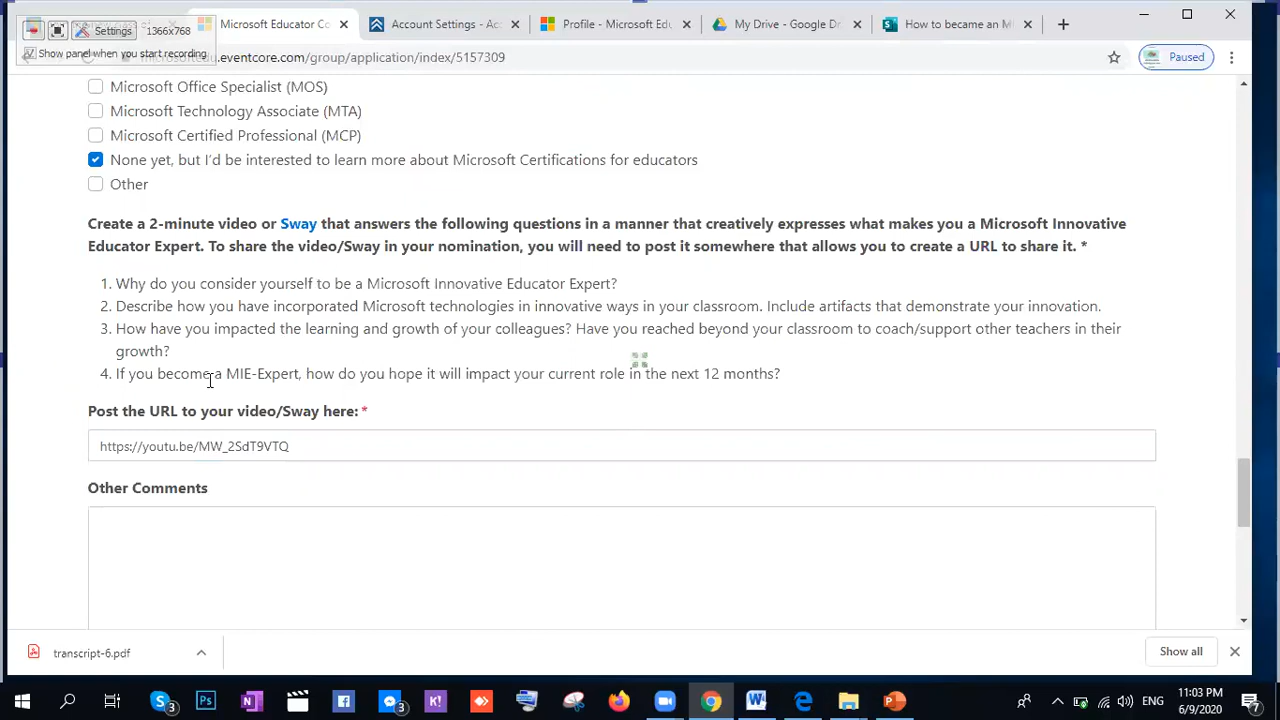 Microsoft Educator Co
Account Settings - Ac
Profile - Microsoft Edu
My Drive - Google Dr
How to became an M
Settings
1366x768
Show panel when you start recording
.eventcore.com/group/application/index/5157309
Paused
Microsoft Office Specialist (MOS)
Microsoft Technology Associate (MTA)
Microsoft Certified Professional (MCP)
None yet, but I'd be interested to learn more about Microsoft Certifications for educators
Other
Create a 2-minute video or Sway that answers the following questions in a manner that creatively expresses what makes you a Microsoft Innovative
Educator Expert. To share the video/Sway in your nomination, you will need to post it somewhere that allows you to create a URL to share it. *
1. Why do you consider yourself to be a Microsoft Innovative Educator Expert?
2. Describe how you have incorporated Microsoft technologies in innovative ways in your classroom. Include artifacts that demonstrate your innovation.
3. How have you impacted the learning and growth of your colleagues? Have you reached beyond your classroom to coach/support other teachers in their
growth?
4. If you become a MIE-Expert, how do you hope it will impact your current role in the next 12 months?
Post the URL to your video/Sway here: *
https://youtu.be/MW_2SdT9VTQ
Other Comments
transcript-6.pdf
Show all
11:03 PM
ENG
6/9/2020